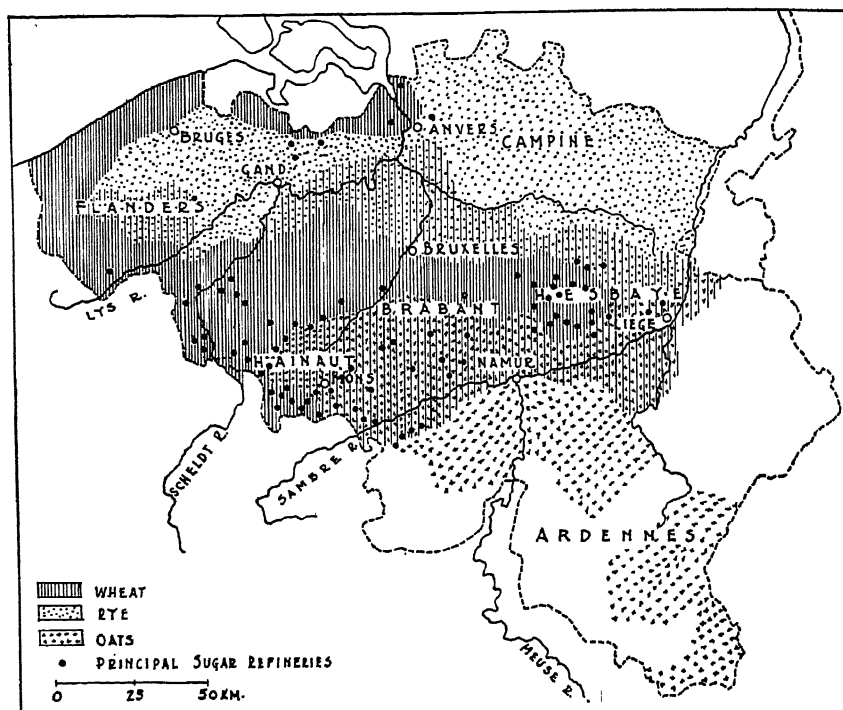 BRUGES
ANVERS
CAMPINE
GAND
FLANDERS
BRUXELLES
LYS R.
HESBAYE
BRABANT
LIÈGE
HAINAUT
NAMUR
MONS
SCHELDT R.
SAMBRE R.
ARDENNES
MEUSE R.
WHEAT
RYE
OATS
PRINCIPAL SUGAR REFINERIES
0 25 50 KM.